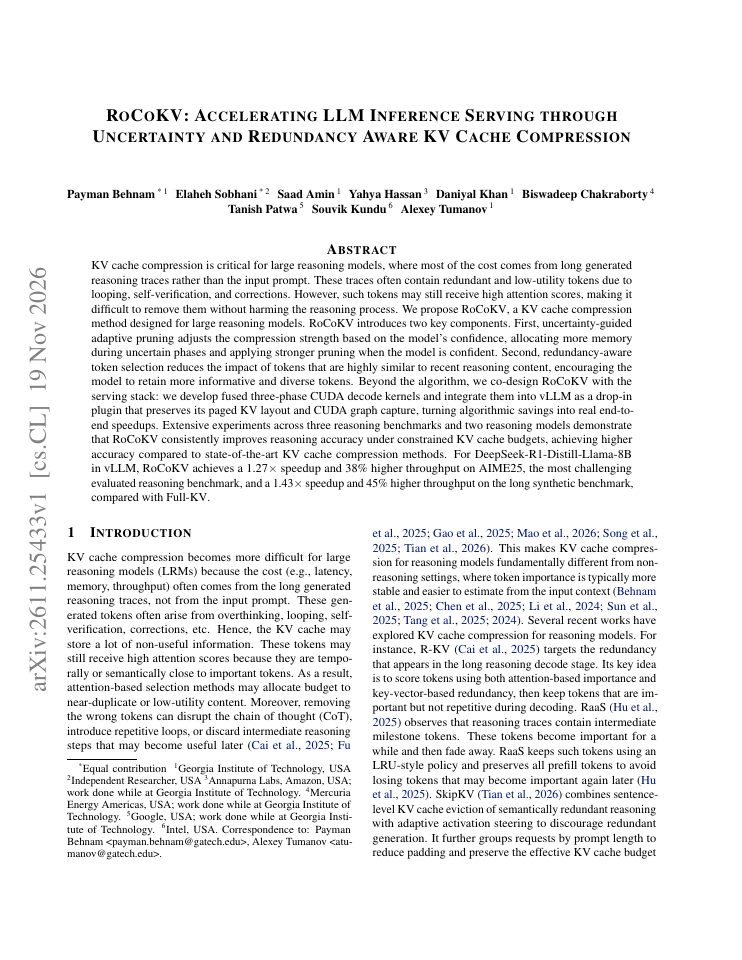 ROCOKV: ACCELERATING LLM INFERENCE SERVING THROUGH
UNCERTAINTY AND REDUNDANCY AWARE KV CACHE COMPRESSION
Payman Behnam * 1 Elaheh Sobhani * 2 Saad Amin 1 Yahya Hassan 3 Daniyal Khan 1 Biswadeep Chakraborty 4
Tanish Patwa 5 Souvik Kundu 6 Alexey Tumanov 1
ABSTRACT
KV cache compression is critical for large reasoning models, where most of the cost comes from long generated
reasoning traces rather than the input prompt. These traces often contain redundant and low-utility tokens due to
looping, self-verification, and corrections. However, such tokens may still receive high attention scores, making it
difficult to remove them without harming the reasoning process. We propose RoCoKV, a KV cache compression
method designed for large reasoning models. RoCoKV introduces two key components. First, uncertainty-guided
adaptive pruning adjusts the compression strength based on the model's confidence, allocating more memory
during uncertain phases and applying stronger pruning when the model is confident. Second, redundancy-aware
token selection reduces the impact of tokens that are highly similar to recent reasoning content, encouraging the
model to retain more informative and diverse tokens. Beyond the algorithm, we co-design RoCoKV with the
serving stack: we develop fused three-phase CUDA decode kernels and integrate them into vLLM as a drop-in
plugin that preserves its paged KV layout and CUDA graph capture, turning algorithmic savings into real end-to-
end speedups. Extensive experiments across three reasoning benchmarks and two reasoning models demonstrate
that RoCoKV consistently improves reasoning accuracy under constrained KV cache budgets, achieving higher
accuracy compared to state-of-the-art KV cache compression methods. For DeepSeek-R1-Distill-Llama-8B
in vLLM, RoCoKV achieves a 1.27× speedup and 38% higher throughput on AIME25, the most challenging
evaluated reasoning benchmark, and a 1.43× speedup and 45% higher throughput on the long synthetic benchmark,
compared with Full-KV.
arXiv:2611.25433v1 [cs.CL] 19 Nov 2026
1 INTRODUCTION
KV cache compression becomes more difficult for large
reasoning models (LRMs) because the cost (e.g., latency,
memory, throughput) often comes from the long generated
reasoning traces, not from the input prompt. These gen-
erated tokens often arise from overthinking, looping, self-
verification, corrections, etc. Hence, the KV cache may
store a lot of non-useful information. These tokens may
still receive high attention scores because they are tempo-
rally or semantically close to important tokens. As a result,
attention-based selection methods may allocate budget to
near-duplicate or low-utility content. Moreover, removing
the wrong tokens can disrupt the chain of thought (CoT),
introduce repetitive loops, or discard intermediate reasoning
steps that may become useful later (Cai et al., 2025; Fu
*Equal contribution 1Georgia Institute of Technology, USA
2Independent Researcher, USA 3Annapurna Labs, Amazon, USA;
work done while at Georgia Institute of Technology. 4Mercuria
Energy Americas, USA; work done while at Georgia Institute of
Technology. 5Google, USA; work done while at Georgia Insti-
tute of Technology. 6Intel, USA. Correspondence to: Payman
Behnam <payman.behnam@gatech.edu>, Alexey Tumanov <atu-
manov@gatech.edu>.
et al., 2025; Gao et al., 2025; Mao et al., 2026; Song et al.,
2025; Tian et al., 2026). This makes KV cache compres-
sion for reasoning models fundamentally different from non-
reasoning settings, where token importance is typically more
stable and easier to estimate from the input context (Behnam
et al., 2025; Chen et al., 2025; Li et al., 2024; Sun et al.,
2025; Tang et al., 2025; 2024). Several recent works have
explored KV cache compression for reasoning models. For
instance, R-KV (Cai et al., 2025) targets the redundancy
that appears in the long reasoning decode stage. Its key idea
is to score tokens using both attention-based importance and
key-vector-based redundancy, then keep tokens that are im-
portant but not repetitive during decoding. RaaS (Hu et al.,
2025) observes that reasoning traces contain intermediate
milestone tokens. These tokens become important for a
while and then fade away. RaaS keeps such tokens using an
LRU-style policy and preserves all prefill tokens to avoid
losing tokens that may become important again later (Hu
et al., 2025). SkipKV (Tian et al., 2026) combines sentence-
level KV cache eviction of semantically redundant reasoning
with adaptive activation steering to discourage redundant
generation. It further groups requests by prompt length to
reduce padding and preserve the effective KV cache budget